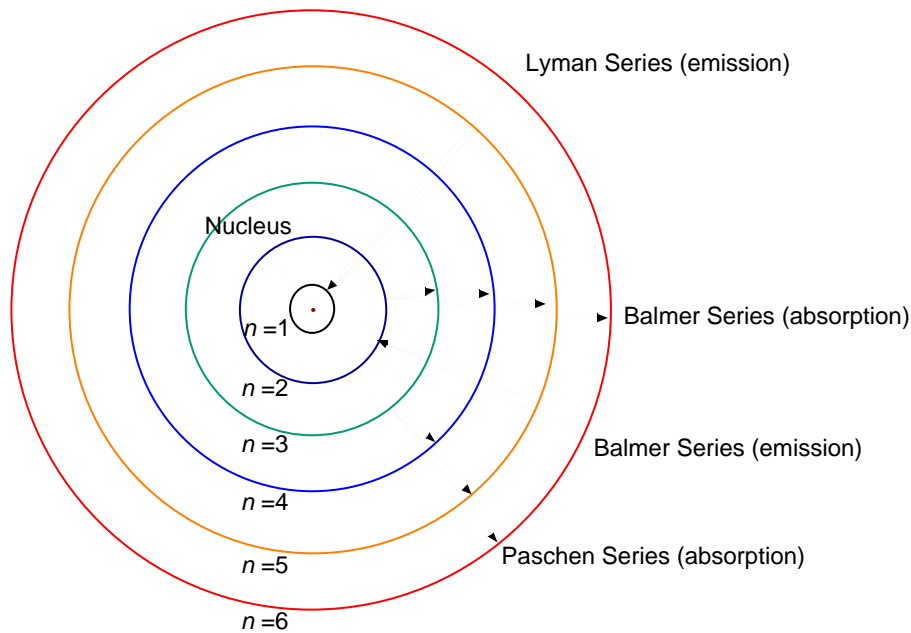 Lyman Series (emission)
Nucleus
n=1
Balmer Series (absorption)
n=2
n=3
Balmer Series (emission)
n=4
Paschen Series (absorption)
n=5
n=6